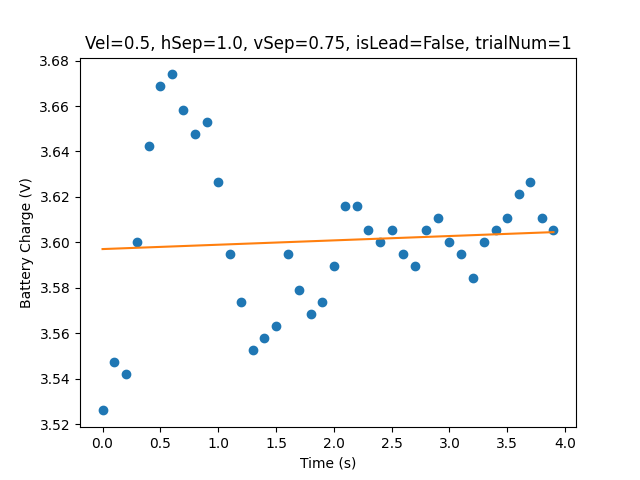 Vel=0.5, hSep=1.0, vSep=0.75, isLead=False, trialNum=1
3.68
3.66
3.64
3.62
3.60
3.58
3.56
3.54
3.52
Battery Charge (V)
0.0 0.5 1.0 1.5 2.0 2.5 3.0 3.5 4.0
Time (s)